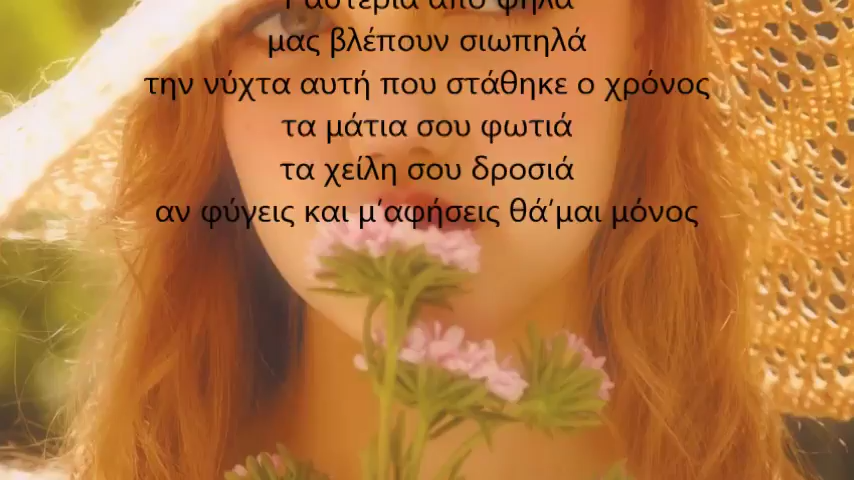 τ' αστέρια από ψηλά
μας βλέπουν σιωπηλά
την νύχτα αυτή που στάθηκε ο χρόνος
τα μάτια σου φωτιά
τα χείλη σου δροσιά
αν φύγεις και μ'αφήσεις θά'μαι μόνος